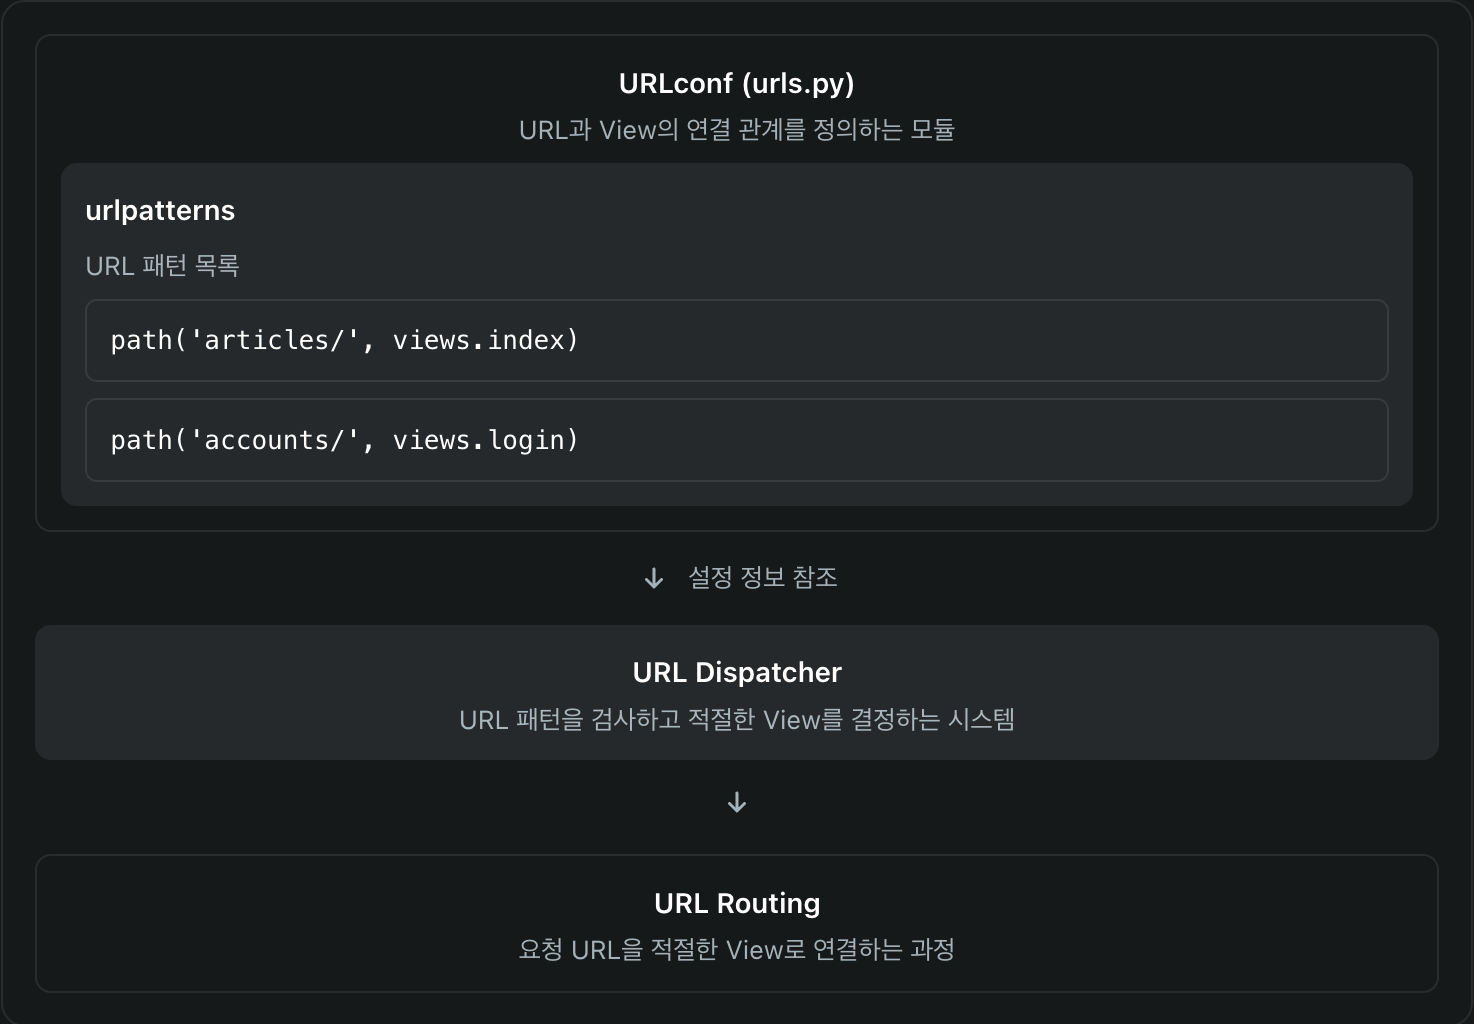 URLconf (urls.py)
URL과 View의 연결 관계를 정의하는 모듈
urlpatterns
URL 패턴 목록
path('articles/', views.index)
path('accounts/', views.login)
↓ 설정 정보 참조
URL Dispatcher
URL 패턴을 검사하고 적절한 View를 결정하는 시스템
↓
URL Routing
요청 URL을 적절한 View로 연결하는 과정